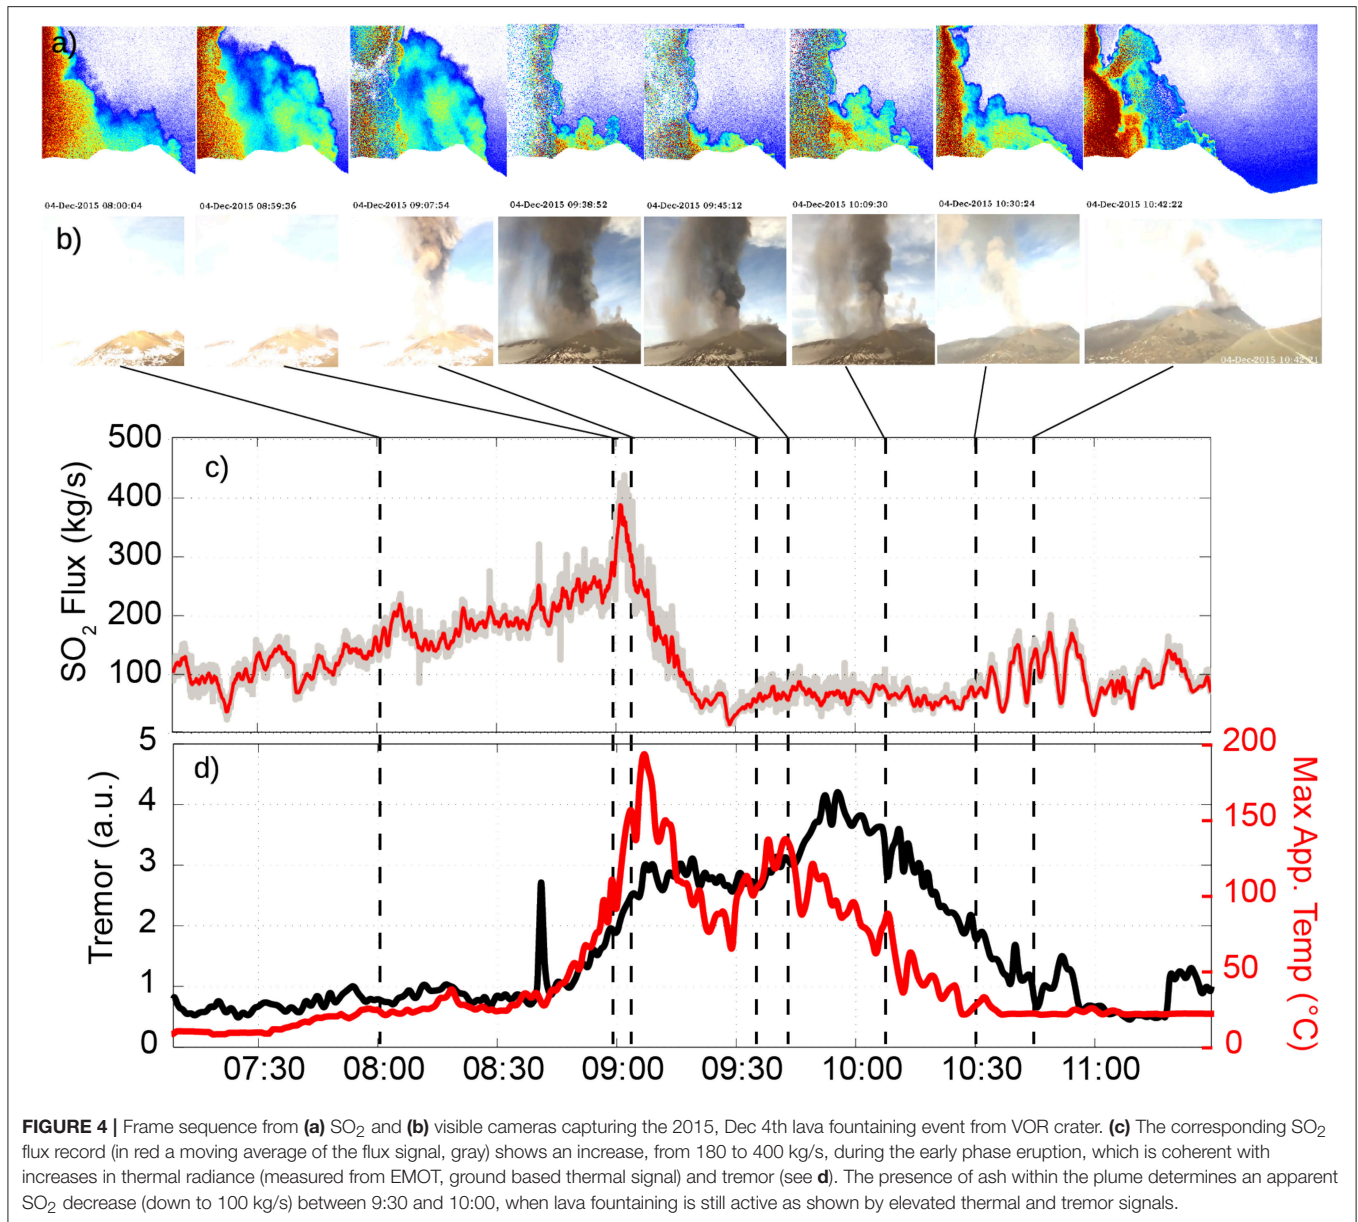 a)
04-Dec-2015 08:00:04 04-Dec-2015 08:59:36 04-Dec-2015 09:07:54 04-Dec-2015 09:38:52 04-Dec-2015 09:45:12 04-Dec-2015 10:09:30 04-Dec-2015 10:30:24 04-Dec-2015 10:42:22
b)
04-Dec-2015 10:42:21
c)
SO2 Flux (kg/s)
500
400
300
200
100
5
d)
Tremor (a.u.)
5
4
3
2
1
0
200
150
100
50
0
Max App. Temp (°C)
07:30 08:00 08:30 09:00 09:30 10:00 10:30 11:00
FIGURE 4 | Frame sequence from (a) SO2 and (b) visible cameras capturing the 2015, Dec 4th lava fountaining event from VOR crater. (c) The corresponding SO2
flux record (in red a moving average of the flux signal, gray) shows an increase, from 180 to 400 kg/s, during the early phase eruption, which is coherent with
increases in thermal radiance (measured from EMOT, ground based thermal signal) and tremor (see d). The presence of ash within the plume determines an apparent
SO2 decrease (down to 100 kg/s) between 9:30 and 10:00, when lava fountaining is still active as shown by elevated thermal and tremor signals.